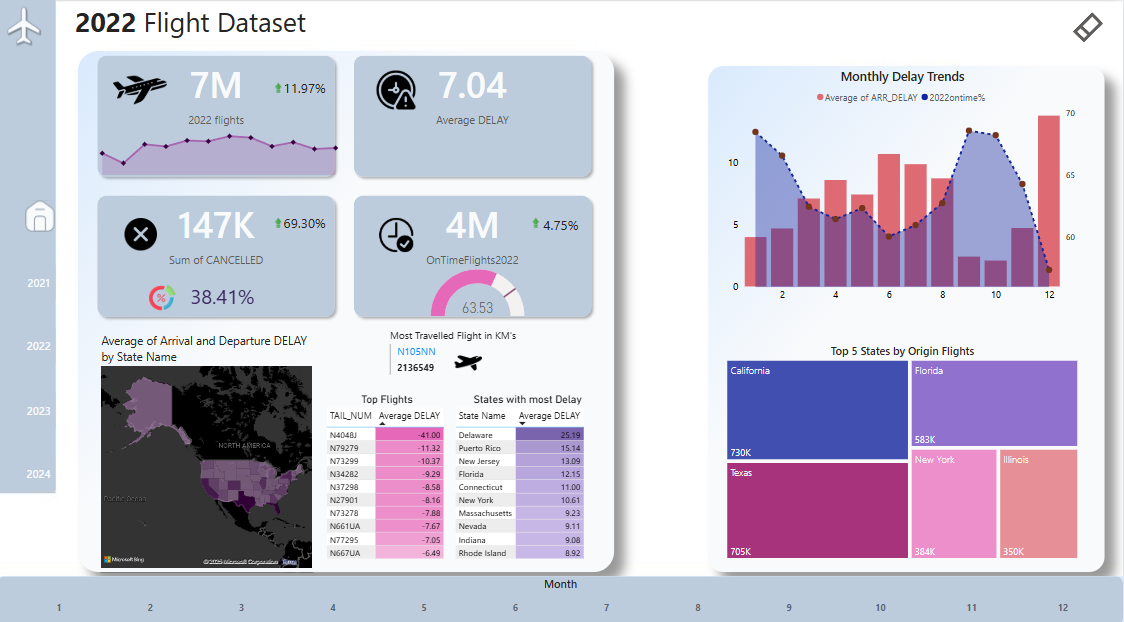 2022 Flight Dataset
7M
11.97%
2022 flights
7.04
Average DELAY
147K
69.30%
Sum of CANCELLED
%
38.41%
4M
4.75%
OnTimeFlights2022
63.53
2021
2022
2023
2024
Average of Arrival and Departure DELAY
by State Name
NORTH AMERICA
Pacific Ocean
Microsoft Bing
Terms
Most Travelled Flight in KM's
N105NN
2136549
Top Flights
TAIL_NUM Average DELAY
N4048J -41.00
N79279 -11.32
N73299 -10.37
N34282 -9.29
N37298 -8.58
N27901 -8.16
N73278 -7.88
N661UA -7.67
N77295 -7.05
N667UA -6.49
States with most Delay
State Name Average DELAY
Delaware 25.19
Puerto Rico 15.14
New Jersey 13.09
Florida 12.15
Connecticut 11.00
New York 10.61
Massachusetts 9.23
Nevada 9.11
Indiana 9.08
Rhode Island 8.92
Monthly Delay Trends
Average of ARR_DELAY 2022ontime%
70
10
65
5
60
0
2 4 6 8 10 12
Top 5 States by Origin Flights
California
730K
Florida
583K
Texas
705K
New York
384K
Illinois
350K
Month
1 2 3 4 5 6 7 8 9 10 11 12